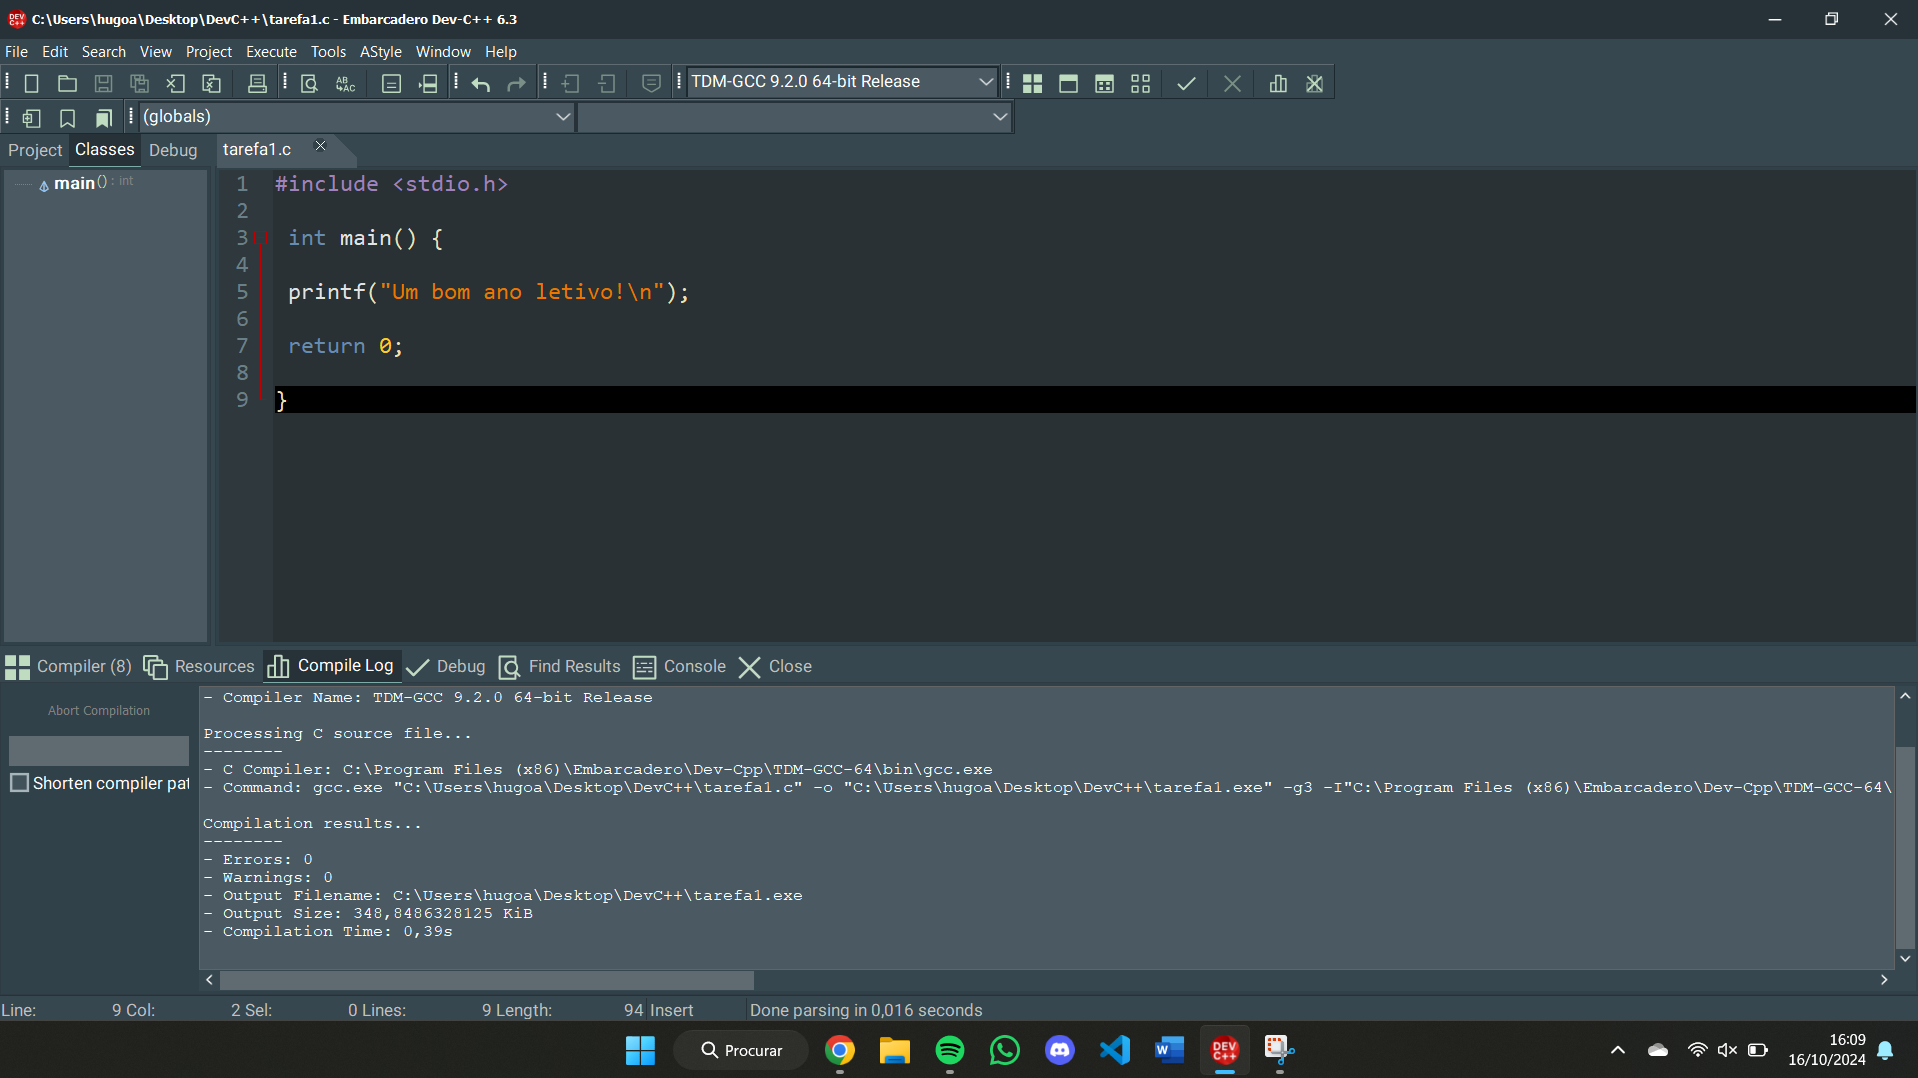 C:\Users\hugoa\Desktop\DevC++\tarefa1.c - Embarcadero Dev-C++ 6.3
File Edit Search View Project Execute Tools AStyle Window Help
TDM-GCC 9.2.0 64-bit Release
(globals)
Project Classes Debug tarefa1.c
main() : int
1 #include <stdio.h>
2
3 int main() {
4
5 printf("Um bom ano letivo!\n");
6
7 return 0;
8
9 }
Compiler (8) Resources Compile Log Debug Find Results Console Close
Abort Compilation
Shorten compiler pat
- Compiler Name: TDM-GCC 9.2.0 64-bit Release
Processing C source file...
--------
- C Compiler: C:\Program Files (x86)\Embarcadero\Dev-Cpp\TDM-GCC-64\bin\gcc.exe
- Command: gcc.exe "C:\Users\hugoa\Desktop\DevC++\tarefa1.c" -o "C:\Users\hugoa\Desktop\DevC++\tarefa1.exe" -g3 -I"C:\Program Files (x86)\Embarcadero\Dev-Cpp\TDM-GCC-64\
Compilation results...
--------
- Errors: 0
- Warnings: 0
- Output Filename: C:\Users\hugoa\Desktop\DevC++\tarefa1.exe
- Output Size: 348,8486328125 KiB
- Compilation Time: 0,39s
Line: 9 Col: 2 Sel: 0 Lines: 9 Length: 94 Insert Done parsing in 0,016 seconds
Procurar
DEV C++
16:09
16/10/2024